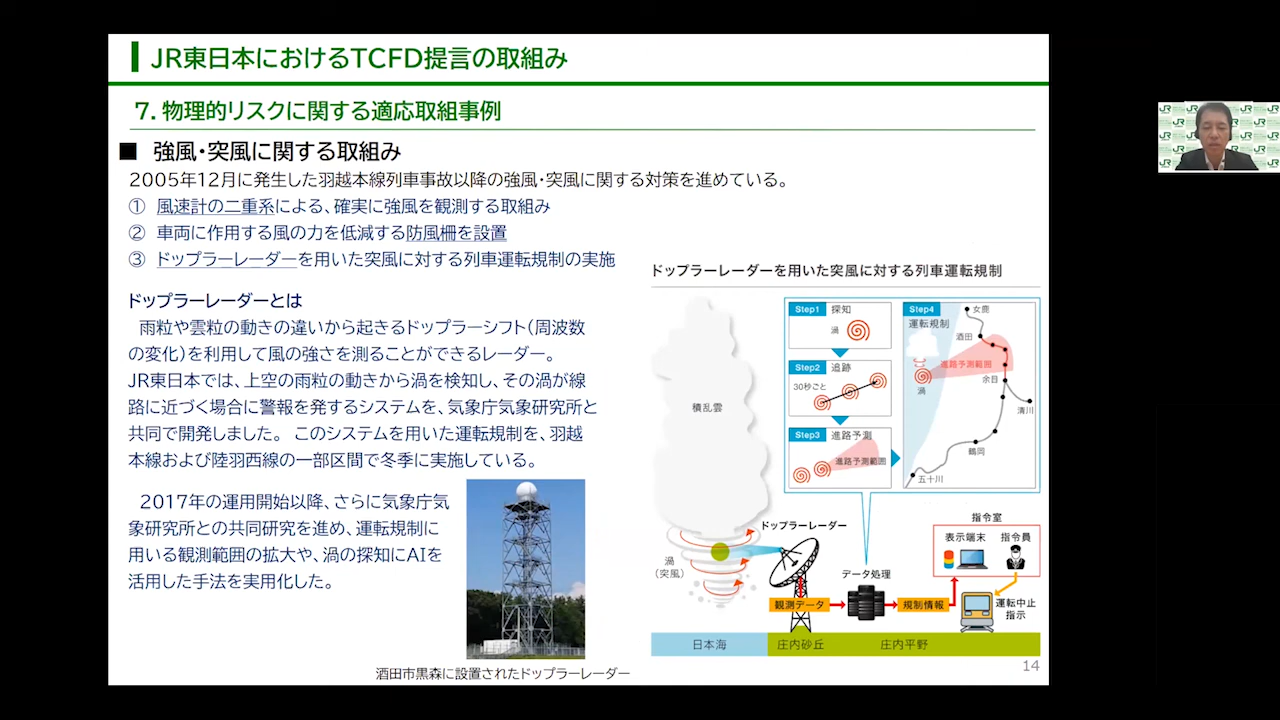 JR東日本におけるTCFD提言の取組み
7. 物理的リスクに関する適応取組事例
■ 強風・突風に関する取組み
2005年12月に発生した羽越本線列車事故以降の強風・突風に関する対策を進めている。
① 風速計の二重系による、確実に強風を観測する取組み
② 車両に作用する風の力を低減する防風柵を設置
③ ドップラーレーダーを用いた突風に対する列車運転規制の実施
ドップラーレーダーとは
雨粒や雲粒の動きの違いから起きるドップラーシフト(周波数
の変化)を利用して風の強さを測ることができるレーダー。
JR東日本では、上空の雨粒の動きから渦を検知し、その渦が線
路に近づく場合に警報を発するシステムを、気象庁気象研究所と
共同で開発しました。 このシステムを用いた運転規制を、羽越
本線および陸羽西線の一部区間で冬季に実施している。
2017年の運用開始以降、さらに気象庁気
象研究所との共同研究を進め、運転規制に
用いる観測範囲の拡大や、渦の探知にAIを
活用した手法を実用化した。
酒田市黒森に設置されたドップラーレーダー
ドップラーレーダーを用いた突風に対する列車運転規制
積乱雲
Step1 探知
渦
Step2 追跡
30秒ごと
Step3 進路予測
進路予測範囲
Step4
運転規制
女鹿
酒田
進路予測範囲
渦
余目
清川
鶴岡
五十川
ドップラーレーダー
渦
(突風)
観測データ
データ処理
規制情報
指令室
表示端末
指令員
運転中止
指示
日本海
庄内砂丘
庄内平野
14
JR
JR
JR
JR
JR
JR
JR